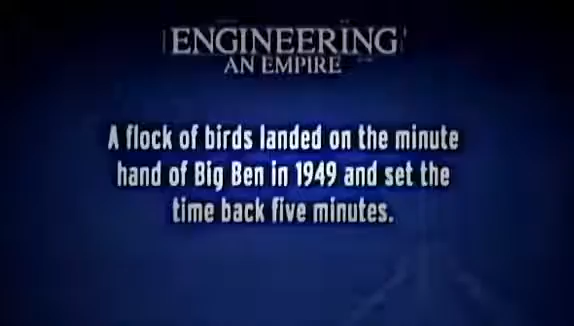 ENGINEERING
AN EMPIRE
A flock of birds landed on the minute
hand of Big Ben in 1949 and set the
time back five minutes.